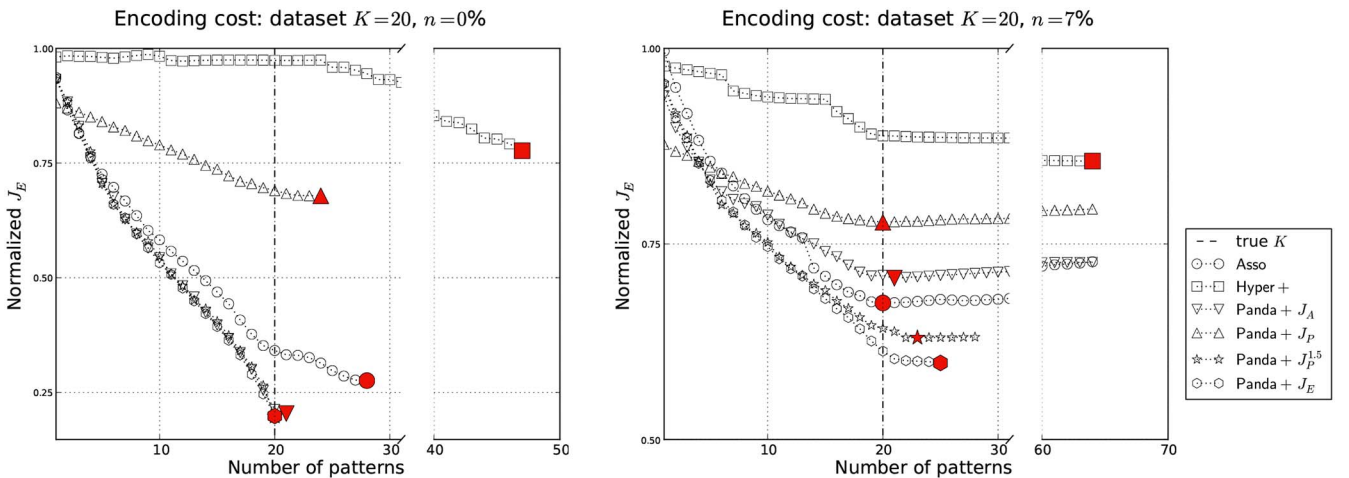 Encoding cost: dataset K=20, n=0%
1.00
0.75
0.50
0.25
Normalized J_E
10
20
30
40
50
Number of patterns
Encoding cost: dataset K=20, n=7%
1.00
0.75
0.50
Normalized J_E
10
20
30
60
70
Number of patterns
true K
Asso
Hyper +
Panda + J_A
Panda + J_P
Panda + J_P^1.5
Panda + J_E